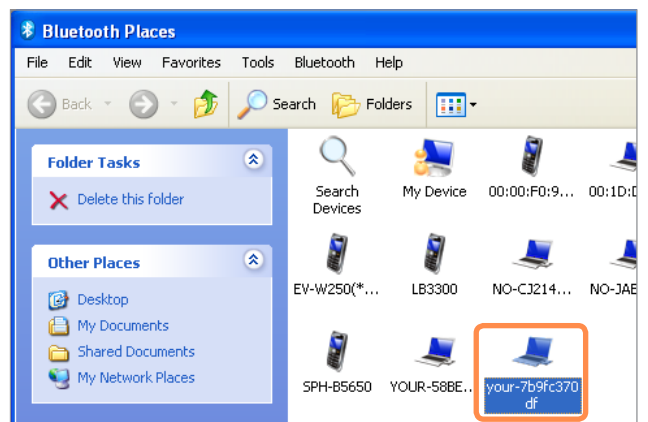 Bluetooth Places
File Edit View Favorites Tools Bluetooth Help
Back Search Folders
Folder Tasks
Delete this folder
Other Places
Desktop
My Documents
Shared Documents
My Network Places
Search
Devices
My Device
00:00:F0:9...
00:1D:D
EV-W250(*...
LB3300
NO-CJ214...
NO-JAE
SPH-B5650
YOUR-58BE...
your-7b9fc370
df